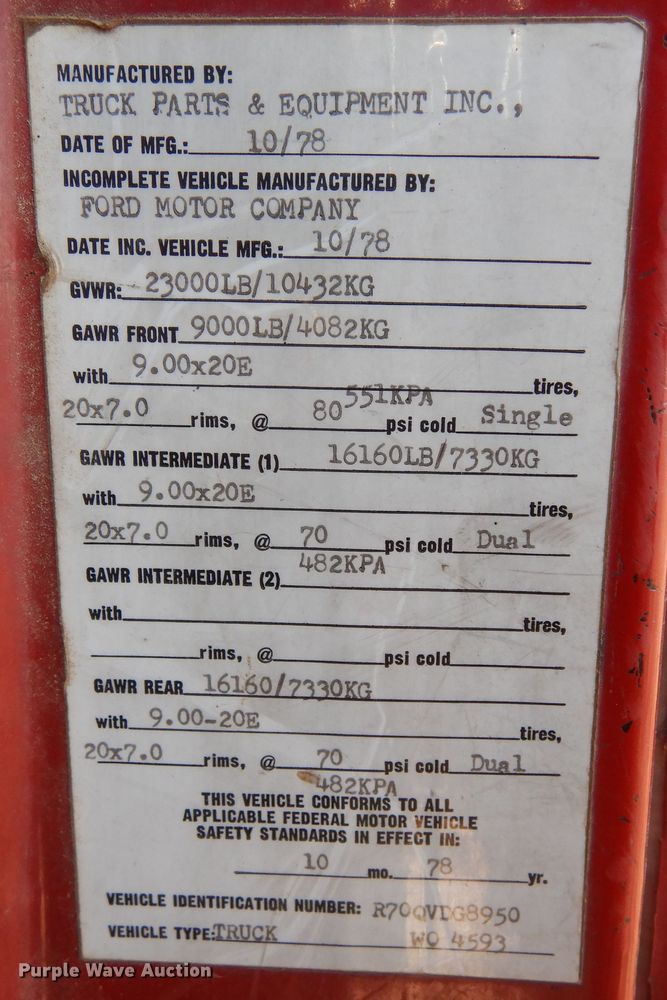 MANUFACTURED BY:
TRUCK PARTS & EQUIPMENT INC.,
DATE OF MFG.: 10/78
INCOMPLETE VEHICLE MANUFACTURED BY:
FORD MOTOR COMPANY
DATE INC. VEHICLE MFG.: 10/78
GVWR: 23000LB/10432KG
GAWR FRONT 9000LB/4082KG
with 9.00x20E tires,
551KPA
20x7.0 rims, @ 80 psi cold Single
GAWR INTERMEDIATE (1) 16160LB/7330KG
with 9.00x20E tires,
20x7.0 rims, @ 70 psi cold Dual
482KPA
GAWR INTERMEDIATE (2)
with tires,
rims, @ psi cold
GAWR REAR 16160/7330KG
with 9.00-20E tires,
20x7.0 rims, @ 70 psi cold Dual
482KPA
THIS VEHICLE CONFORMS TO ALL
APPLICABLE FEDERAL MOTOR VEHICLE
SAFETY STANDARDS IN EFFECT IN:
10 mo. 78 yr.
VEHICLE IDENTIFICATION NUMBER: R70QVDG8950
VEHICLE TYPE: TRUCK WO 4593
Purple Wave Auction